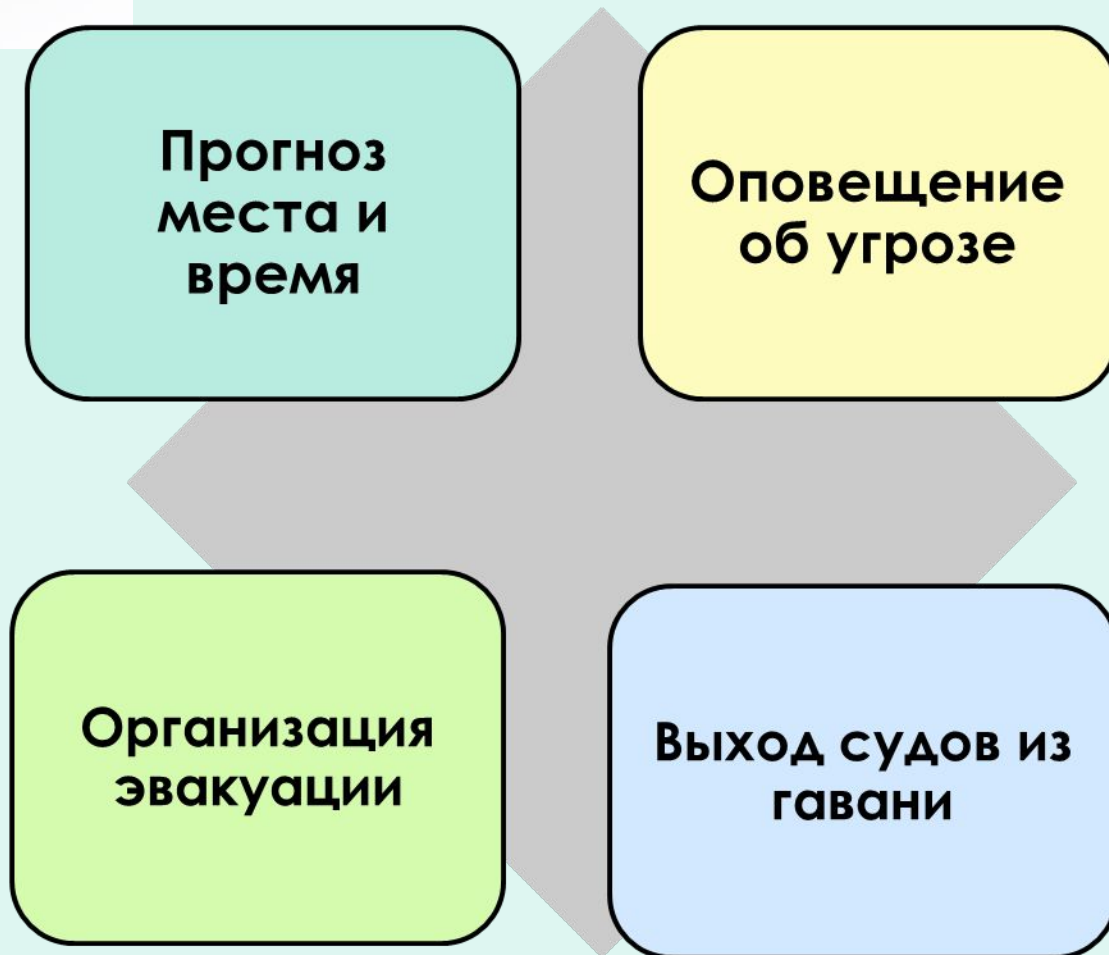 Прогноз
места и
время
Оповещение
об угрозе
Организация
эвакуации
Выход судов из
гавани